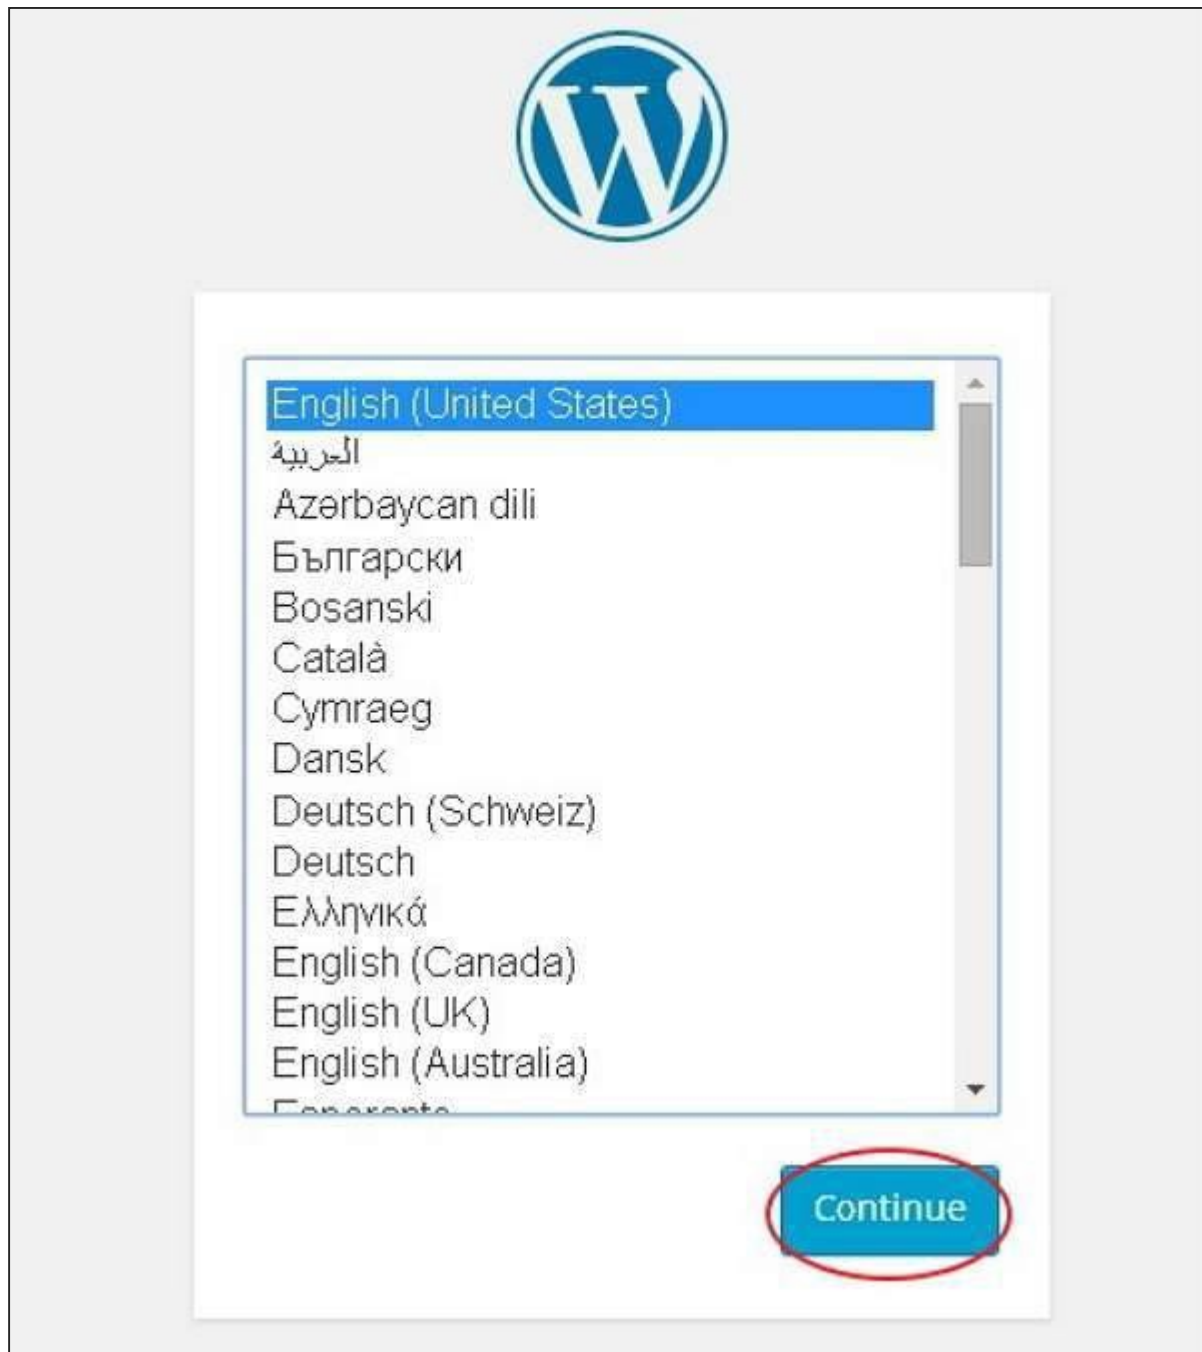 English (United States)
العربية
Azərbaycan dili
Български
Bosanski
Català
Cymraeg
Dansk
Deutsch (Schweiz)
Deutsch
Ελληνικά
English (Canada)
English (UK)
English (Australia)
Esperanto
Continue